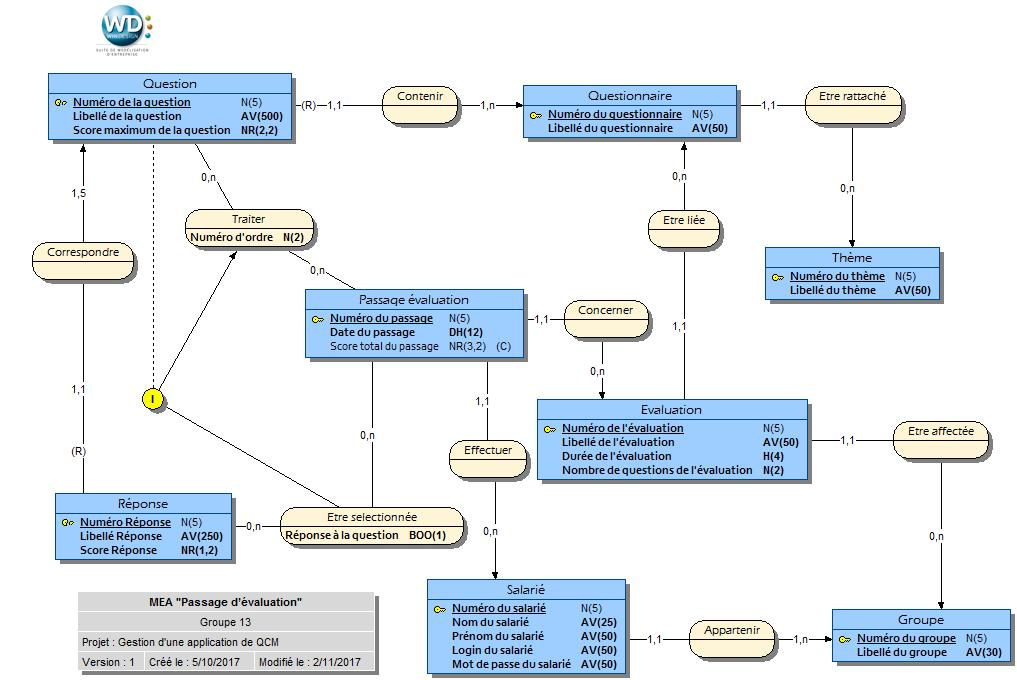 WD:
WIN'DESIGN
SUITE DE MODÉLISATION
D'ENTREPRISE
Question
Numéro de la question N(5)
Libellé de la question AV(500)
Score maximum de la question NR(2,2)
(R) 1,1
Contenir
1,n
Questionnaire
Numéro du questionnaire N(5)
Libellé du questionnaire AV(50)
1,1
Etre rattaché
0,n
Thème
Numéro du thème N(5)
Libellé du thème AV(50)
1,5
Correspondre
1,1
(R)
0,n
Traiter
Numéro d'ordre N(2)
0,n
0,n
Etre liée
1,1
Passage évaluation
Numéro du passage N(5)
Date du passage DH(12)
Score total du passage NR(3,2) (C)
1,1
Concerner
0,n
I
1,1
0,n
Effectuer
0,n
Evaluation
Numéro de l'évaluation N(5)
Libellé de l'évaluation AV(50)
Durée de l'évaluation H(4)
Nombre de questions de l'évaluation N(2)
1,1
Etre affectée
0,n
Réponse
Numéro Réponse N(5)
Libellé Réponse AV(250)
Score Réponse NR(1,2)
0,n
Etre selectionnée
Réponse à la question BOO(1)
Salarié
Numéro du salarié N(5)
Nom du salarié AV(25)
Prénom du salarié AV(50)
Login du salarié AV(50)
Mot de passe du salarié AV(50)
1,1
Appartenir
1,n
Groupe
Numéro du groupe N(5)
Libellé du groupe AV(30)
MEA "Passage d'évaluation"
Groupe 13
Projet : Gestion d'une application de QCM
Version : 1 Créé le : 5/10/2017 Modifié le : 2/11/2017